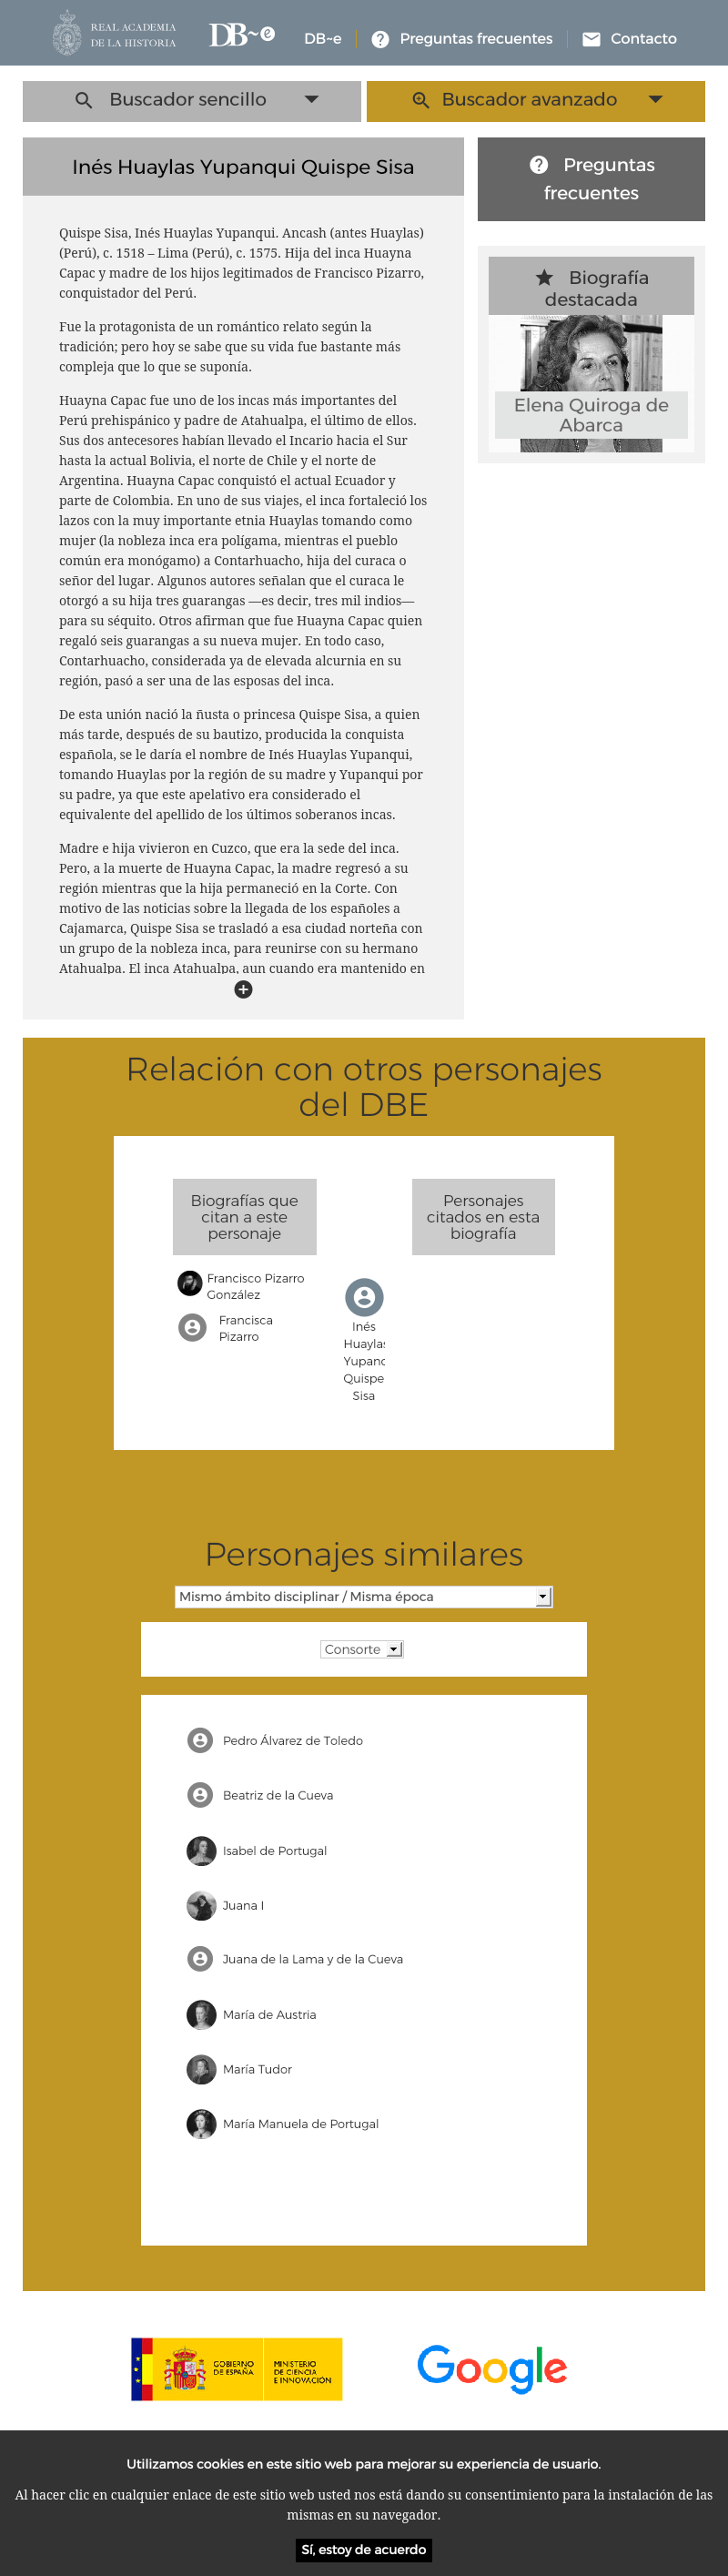 REAL ACADEMIA
DE LA HISTORIA
DB~e
DB~e
Preguntas frecuentes
Contacto
Buscador sencillo
Buscador avanzado
Inés Huaylas Yupanqui Quispe Sisa
Quispe Sisa, Inés Huaylas Yupanqui. Ancash (antes Huaylas)
(Perú), c. 1518 – Lima (Perú), c. 1575. Hija del inca Huayna
Capac y madre de los hijos legitimados de Francisco Pizarro,
conquistador del Perú.
Fue la protagonista de un romántico relato según la
tradición; pero hoy se sabe que su vida fue bastante más
compleja que lo que se suponía.
Huayna Capac fue uno de los incas más importantes del
Perú prehispánico y padre de Atahualpa, el último de ellos.
Sus dos antecesores habían llevado el Incario hacia el Sur
hasta la actual Bolivia, el norte de Chile y el norte de
Argentina. Huayna Capac conquistó el actual Ecuador y
parte de Colombia. En uno de sus viajes, el inca fortaleció los
lazos con la muy importante etnia Huaylas tomando como
mujer (la nobleza inca era polígama, mientras el pueblo
común era monógamo) a Contarhuacho, hija del curaca o
señor del lugar. Algunos autores señalan que el curaca le
otorgó a su hija tres guarangas —es decir, tres mil indios—
para su séquito. Otros afirman que fue Huayna Capac quien
regaló seis guarangas a su nueva mujer. En todo caso,
Contarhuacho, considerada ya de elevada alcurnia en su
región, pasó a ser una de las esposas del inca.
De esta unión nació la ñusta o princesa Quispe Sisa, a quien
más tarde, después de su bautizo, producida la conquista
española, se le daría el nombre de Inés Huaylas Yupanqui,
tomando Huaylas por la región de su madre y Yupanqui por
su padre, ya que este apelativo era considerado el
equivalente del apellido de los últimos soberanos incas.
Madre e hija vivieron en Cuzco, que era la sede del inca.
Pero, a la muerte de Huayna Capac, la madre regresó a su
región mientras que la hija permaneció en la Corte. Con
motivo de las noticias sobre la llegada de los españoles a
Cajamarca, Quispe Sisa se trasladó a esa ciudad norteña con
un grupo de la nobleza inca, para reunirse con su hermano
Atahualpa. El inca Atahualpa, aun cuando era mantenido en
Preguntas
frecuentes
Biografía
destacada
Elena Quiroga de
Abarca
Relación con otros personajes
del DBE
Biografías que
citan a este
personaje
Personajes
citados en esta
biografía
Francisco Pizarro
González
Francisca
Pizarro
Inés
Huaylas
Yupanc
Quispe
Sisa
Personajes similares
Mismo ámbito disciplinar / Misma época
Consorte
Pedro Álvarez de Toledo
Beatriz de la Cueva
Isabel de Portugal
Juana I
Juana de la Lama y de la Cueva
María de Austria
María Tudor
María Manuela de Portugal
GOBIERNO
DE ESPAÑA
MINISTERIO
DE CIENCIA
E INNOVACIÓN
Google
Utilizamos cookies en este sitio web para mejorar su experiencia de usuario.
Al hacer clic en cualquier enlace de este sitio web usted nos está dando su consentimiento para la instalación de las
mismas en su navegador.
Sí, estoy de acuerdo